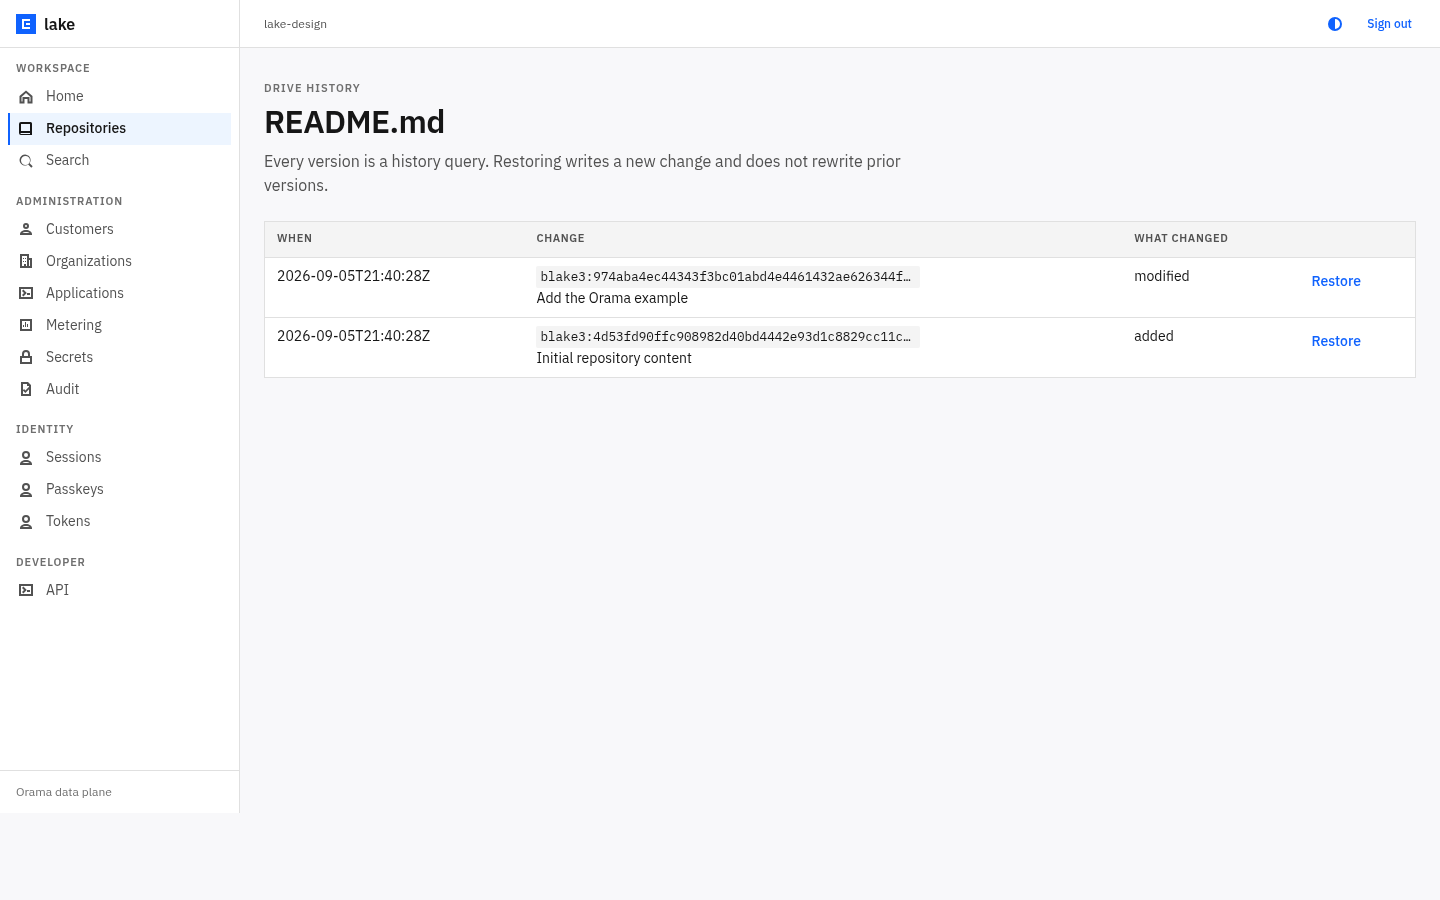 lake
lake-design
Sign out
WORKSPACE
Home
Repositories
Search
ADMINISTRATION
Customers
Organizations
Applications
Metering
Secrets
Audit
IDENTITY
Sessions
Passkeys
Tokens
DEVELOPER
API
Orama data plane
DRIVE HISTORY
README.md
Every version is a history query. Restoring writes a new change and does not rewrite prior
versions.
WHEN CHANGE WHAT CHANGED
2026-09-05T21:40:28Z blake3:974aba4ec44343f3bc01abd4e4461432ae626344f… modified Restore
Add the Orama example
2026-09-05T21:40:28Z blake3:4d53fd90ffc908982d40bd4442e93d1c8829cc11c… added Restore
Initial repository content